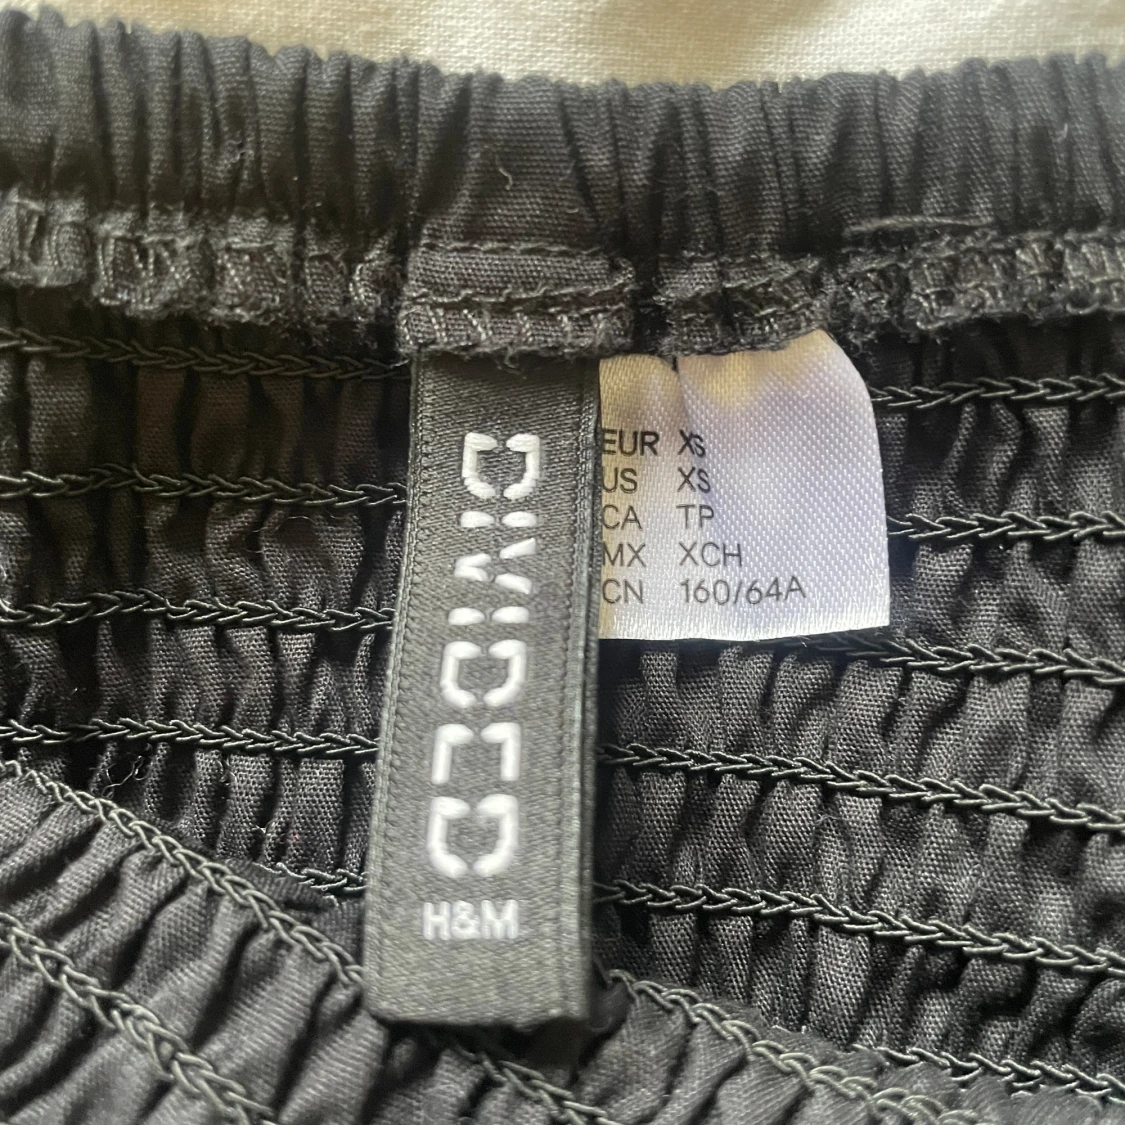 DIVIDED
H&M
EUR XS
US XS
CA TP
MX XCH
CN 160/64A